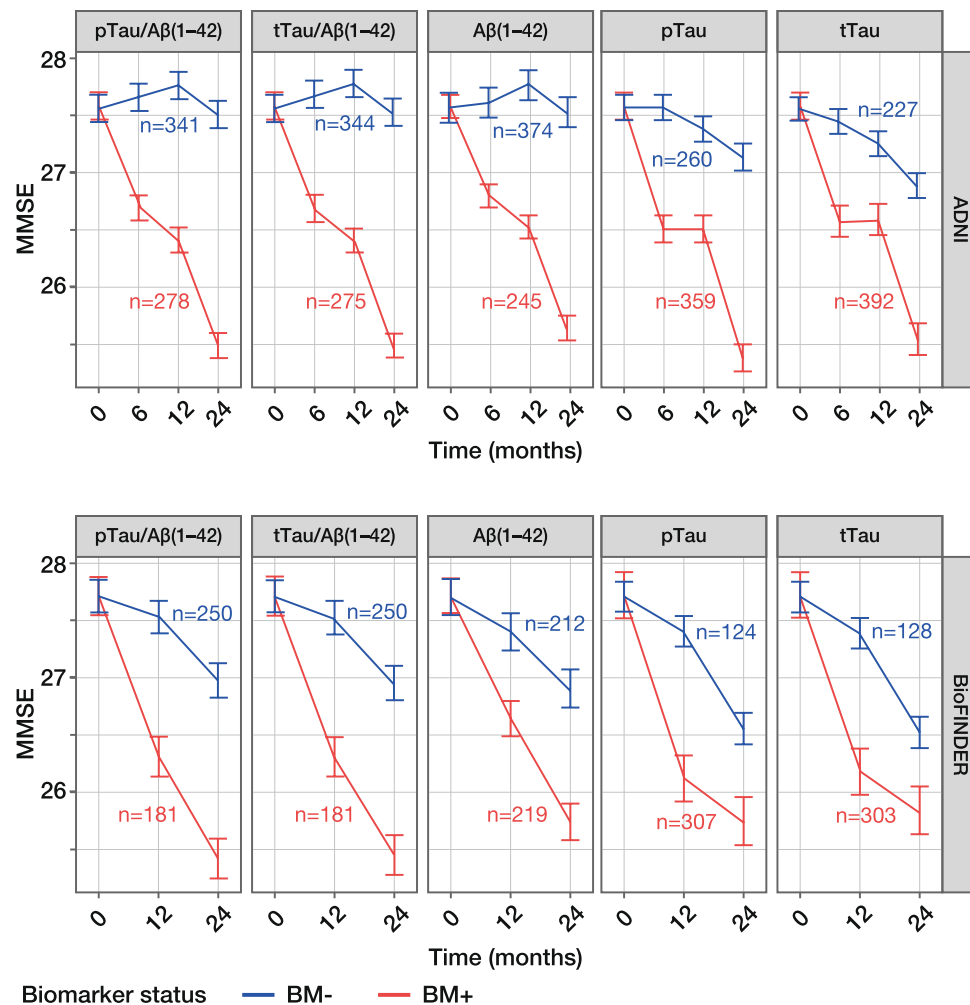 pTau/Aβ(1–42) tTau/Aβ(1–42) Aβ(1–42) pTau tTau
28
27
26
MMSE
n=341 n=344 n=374 n=260 n=227
n=278 n=275 n=245 n=359 n=392
ADNI
0 6 12 24 0 6 12 24 0 6 12 24 0 6 12 24 0 6 12 24
Time (months)
pTau/Aβ(1–42) tTau/Aβ(1–42) Aβ(1–42) pTau tTau
28
27
26
MMSE
n=250 n=250 n=212 n=124 n=128
n=181 n=181 n=219 n=307 n=303
BioFINDER
0 12 24 0 12 24 0 12 24 0 12 24 0 12 24
Time (months)
Biomarker status BM- BM+